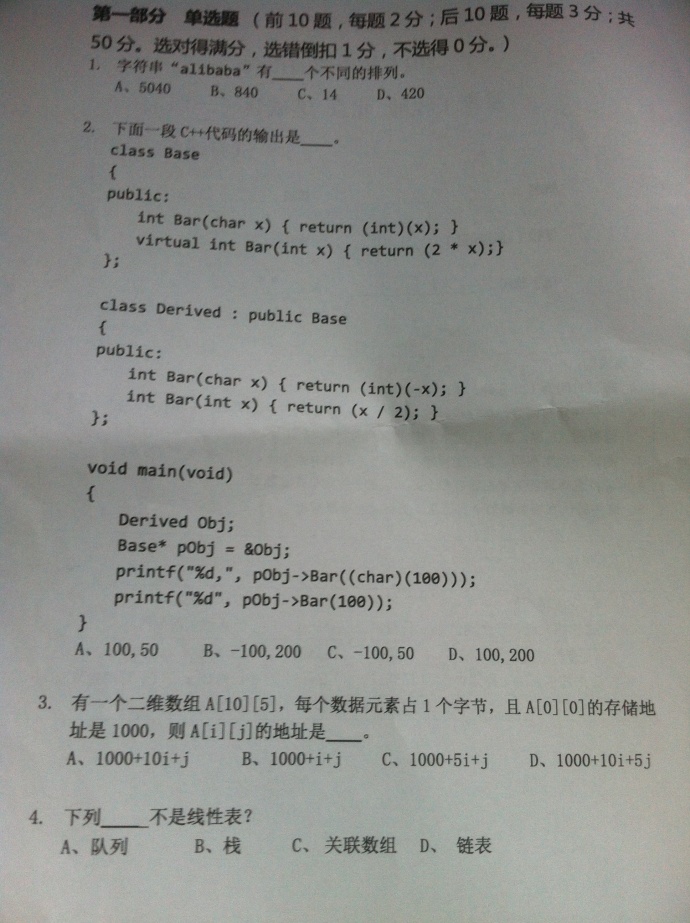 第一部分 单选题（前10题，每题2分；后10题，每题3分；共
50分。选对得满分，选错倒扣1分，不选得0分。）
1. 字符串“alibaba”有____个不同的排列。
A、5040 B、840 C、14 D、420
2. 下面一段C++代码的输出是____。
class Base
{
public:
int Bar(char x) { return (int)(x); }
virtual int Bar(int x) { return (2 * x);}
};
class Derived : public Base
{
public:
int Bar(char x) { return (int)(-x); }
int Bar(int x) { return (x / 2); }
};
void main(void)
{
Derived Obj;
Base* pObj = &Obj;
printf("%d,", pObj->Bar((char)(100)));
printf("%d", pObj->Bar(100));
}
A、100,50 B、-100,200 C、-100,50 D、100,200
3. 有一个二维数组A[10][5]，每个数据元素占1个字节，且A[0][0]的存储地
址是1000，则A[i][j]的地址是____。
A、1000+10i+j B、1000+i+j C、1000+5i+j D、1000+10i+5j
4. 下列____不是线性表？
A、队列 B、栈 C、关联数组 D、链表